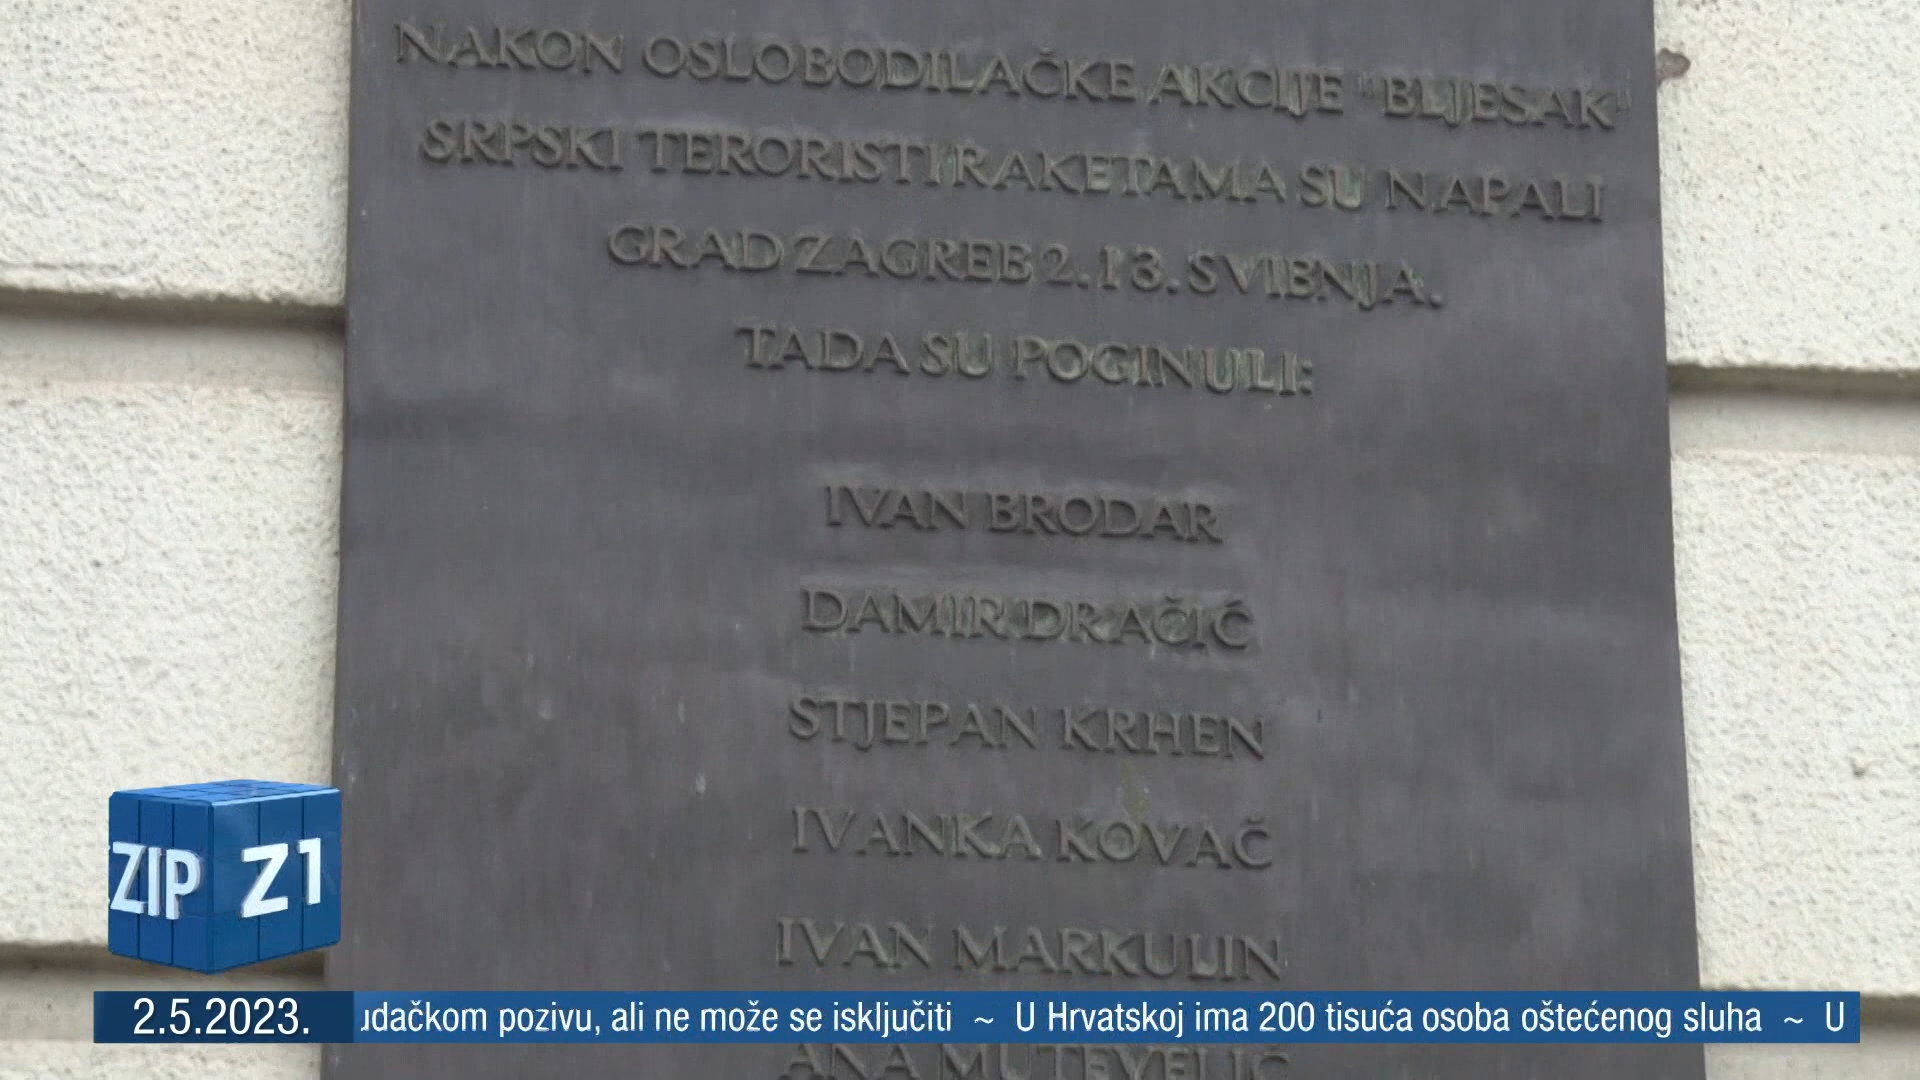 NAKON OSLOBODILAČKE AKCIJE "BLJESAK"
SRPSKI TERORISTI RAKETAMA SU NAPALI
GRAD ZAGREB 2. I 3. SVIBNJA.
TADA SU POGINULI:
IVAN BRODAR
DAMIR DRAČIĆ
STJEPAN KRHEN
IVANKA KOVAČ
IVAN MARKULIN
ANA MUTEVELIĆ
ZIP Z1
2.5.2023.
udačkom pozivu, ali ne može se isključiti ~ U Hrvatskoj ima 200 tisuća osoba oštećenog sluha ~ U